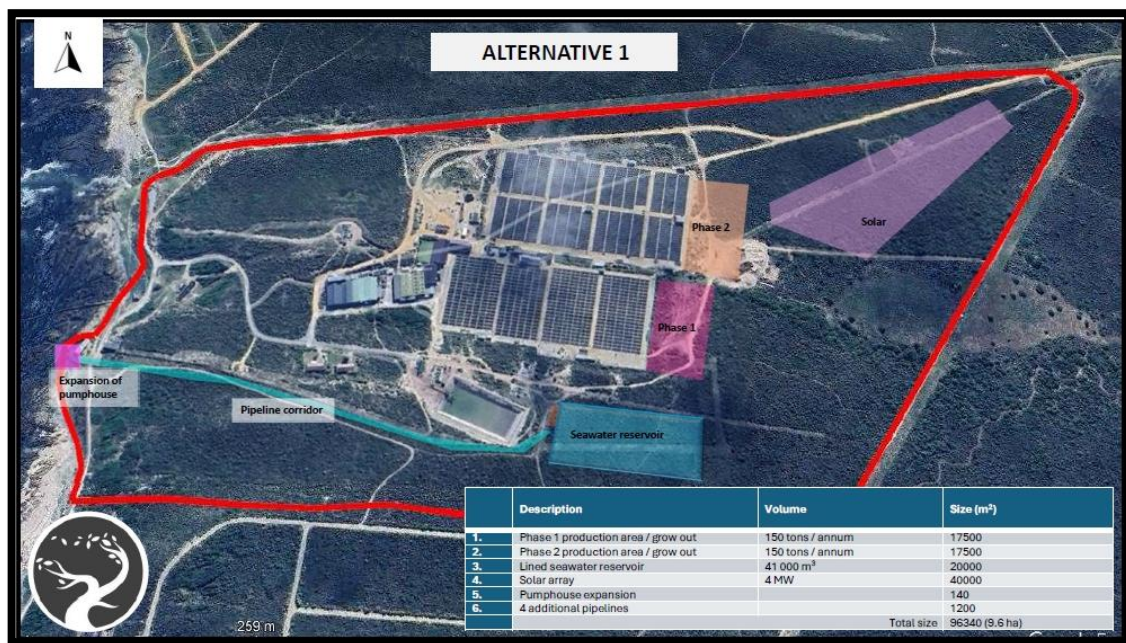 N
ALTERNATIVE 1
Phase 2
Solar
Phase 1
Expansion of
pumphouse
Pipeline corridor
Seawater reservoir
Description Volume Size (m²)
1. Phase 1 production area / grow out 150 tons / annum 17500
2. Phase 2 production area / grow out 150 tons / annum 17500
3. Lined seawater reservoir 41 000 m³ 20000
4. Solar array 4 MW 40000
5. Pumphouse expansion 140
6. 4 additional pipelines 1200
Total size 96340 (9.6 ha)
259 m